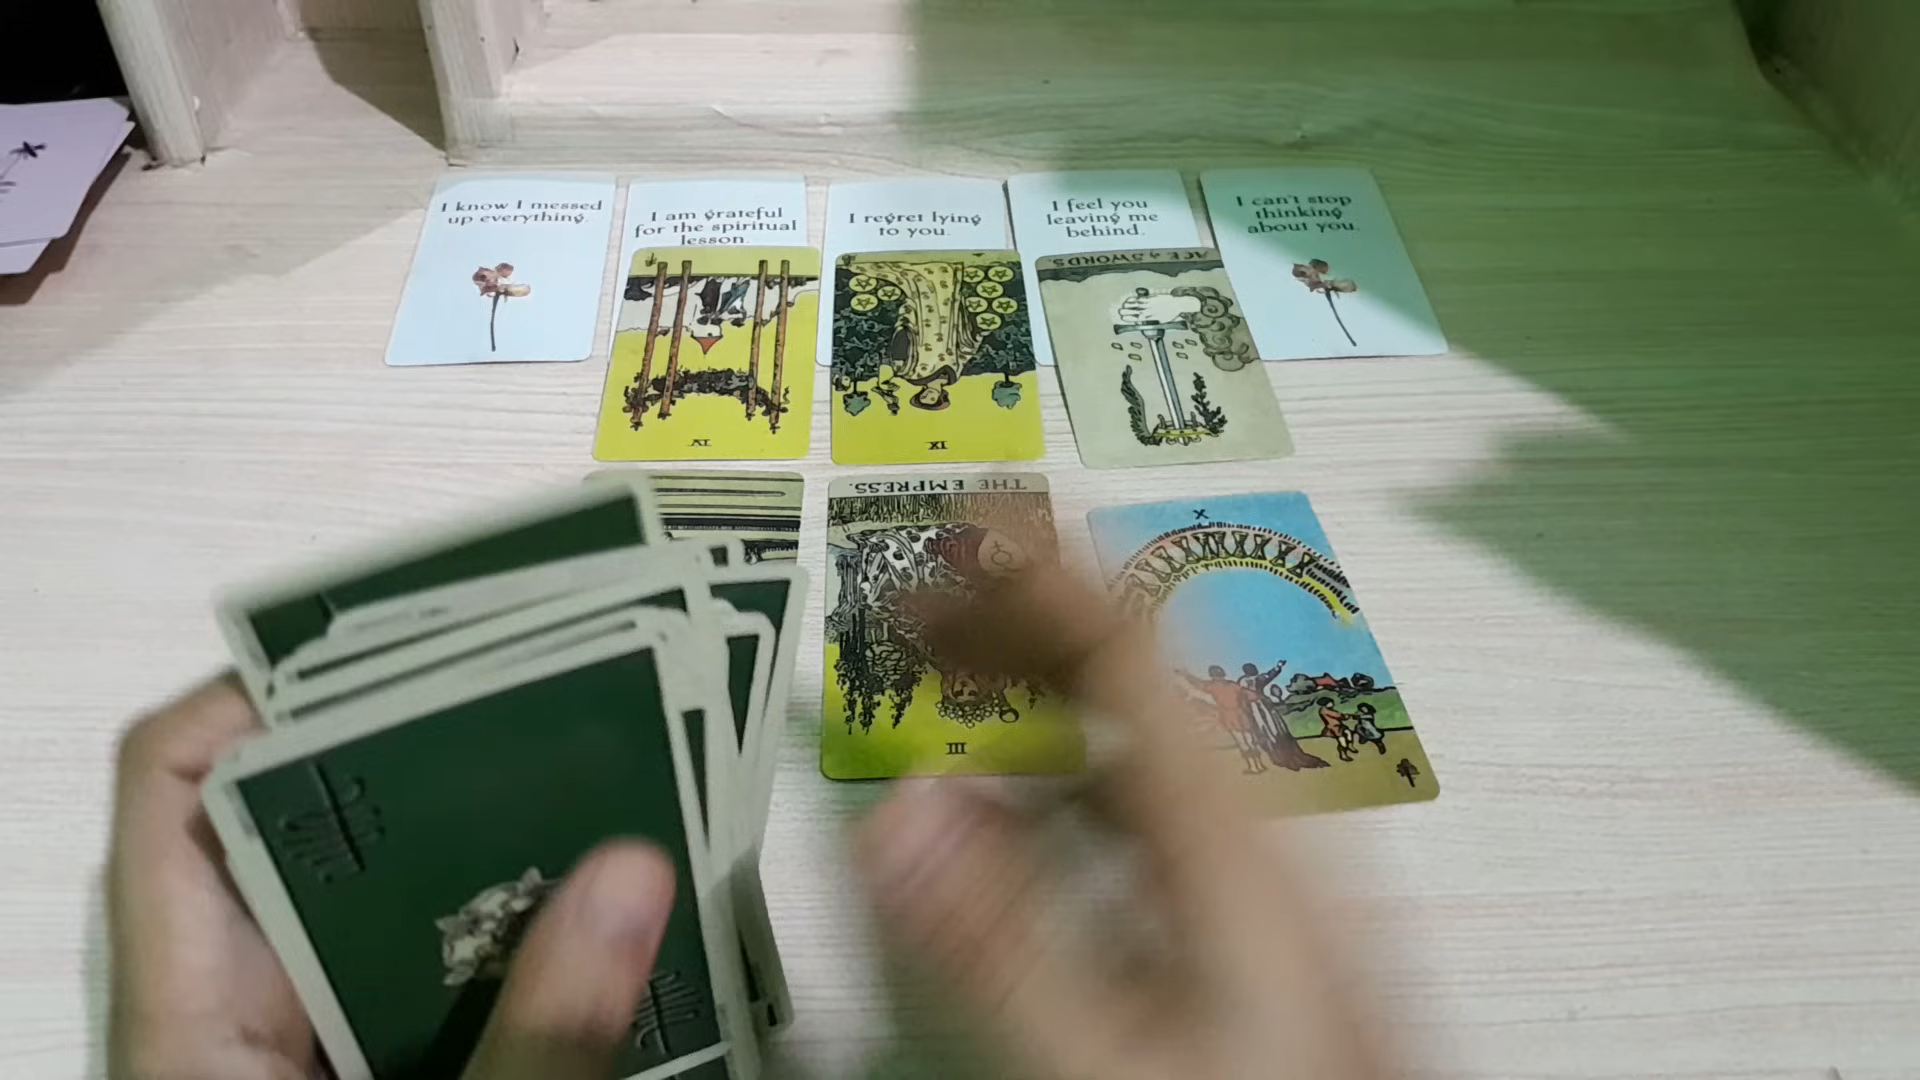 I know I messed
up everything.
I am grateful
for the spiritual
lesson.
I regret lying
to you.
I feel you
leaving me
behind.
I can't stop
thinking
about you.
ACE of SWORDS.
IV
IX
THE EMPRESS.
X
III